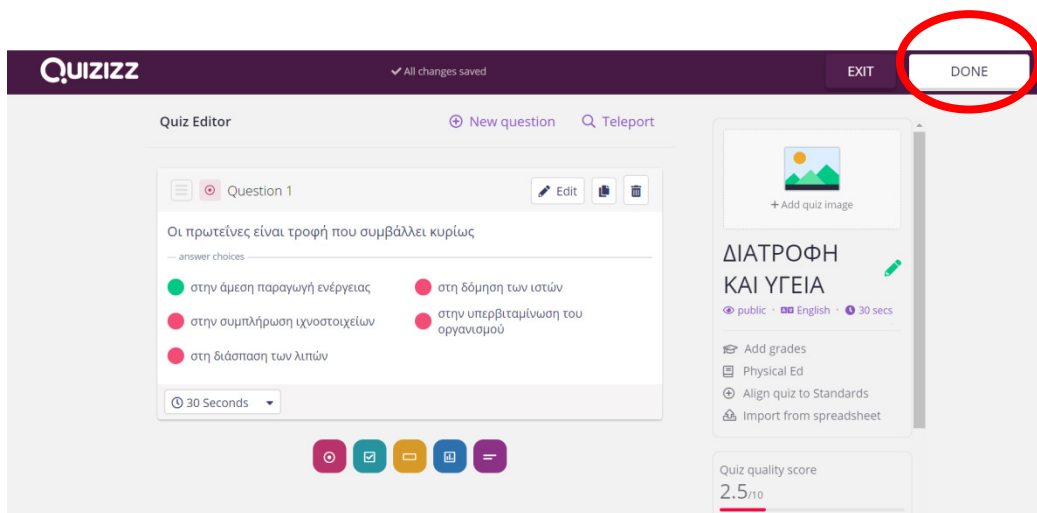 QUIZIZZ
All changes saved
EXIT
DONE
Quiz Editor
New question
Teleport
Question 1
Edit
Οι πρωτεΐνες είναι τροφή που συμβάλλει κυρίως
answer choices
στην άμεση παραγωγή ενέργειας
στη δόμηση των ιστών
στην συμπλήρωση ιχνοστοιχείων
στην υπερβιταμίνωση του
οργανισμού
στη διάσπαση των λιπών
30 Seconds
+ Add quiz image
ΔΙΑΤΡΟΦΗ
ΚΑΙ ΥΓΕΙΑ
public · English · 30 secs
Add grades
Physical Ed
Align quiz to Standards
Import from spreadsheet
Quiz quality score
2.5/10